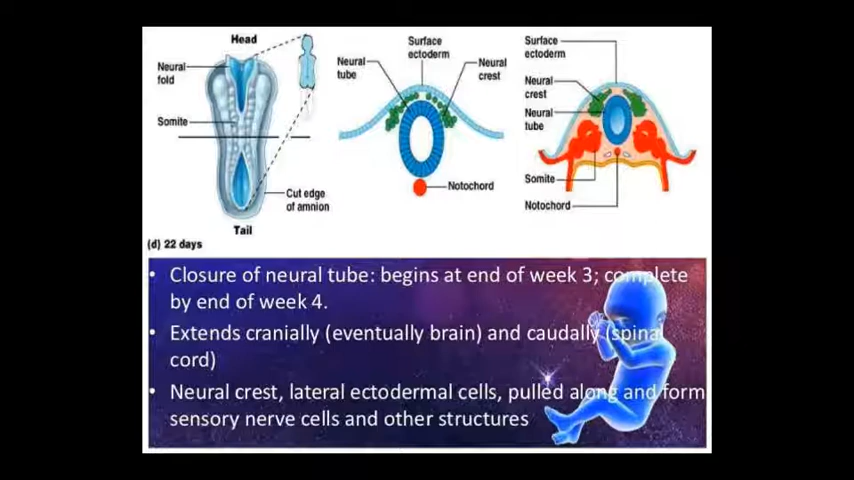 Head
Neural
fold
Somite
Cut edge
of amnion
Tail
(d) 22 days
Surface
ectoderm
Neural
tube
Neural
crest
Notochord
Surface
ectoderm
Neural
crest
Neural
tube
Somite
Notochord
• Closure of neural tube: begins at end of week 3; complete
by end of week 4.
• Extends cranially (eventually brain) and caudally (spinal
cord)
• Neural crest, lateral ectodermal cells, pulled along and form
sensory nerve cells and other structures